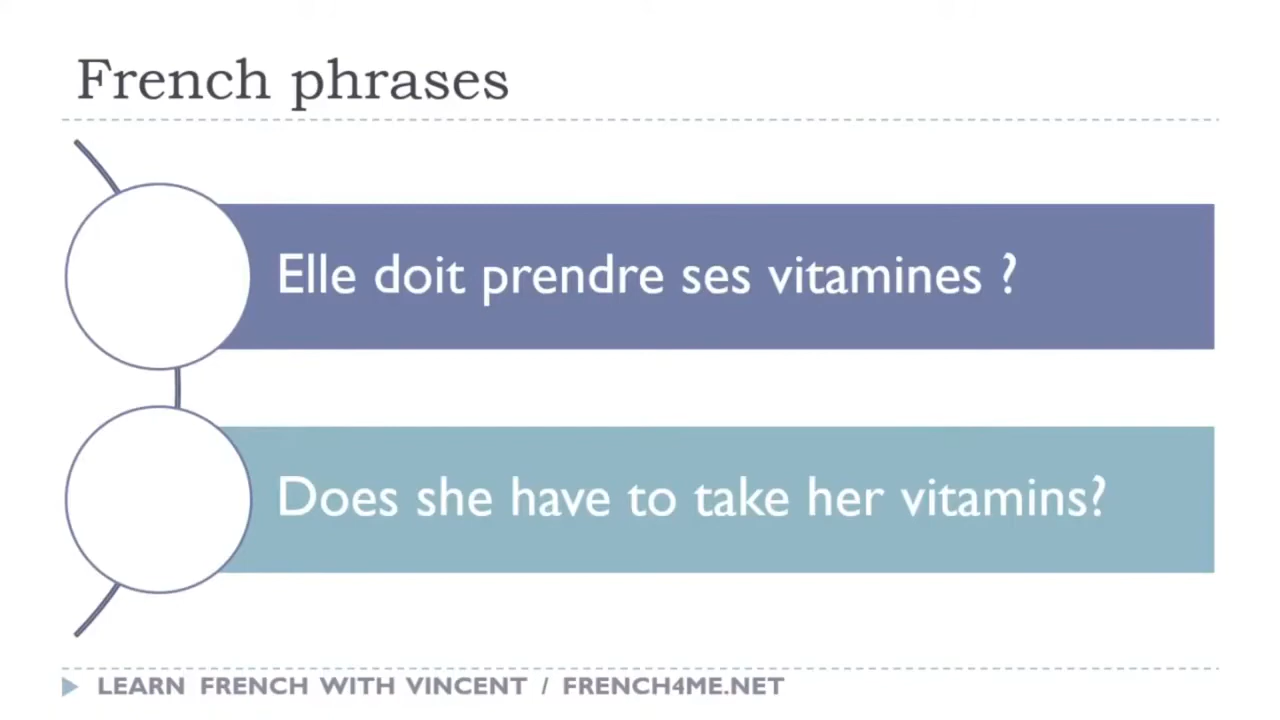 French phrases
Elle doit prendre ses vitamines ?
Does she have to take her vitamins?
LEARN FRENCH WITH VINCENT / FRENCH4ME.NET